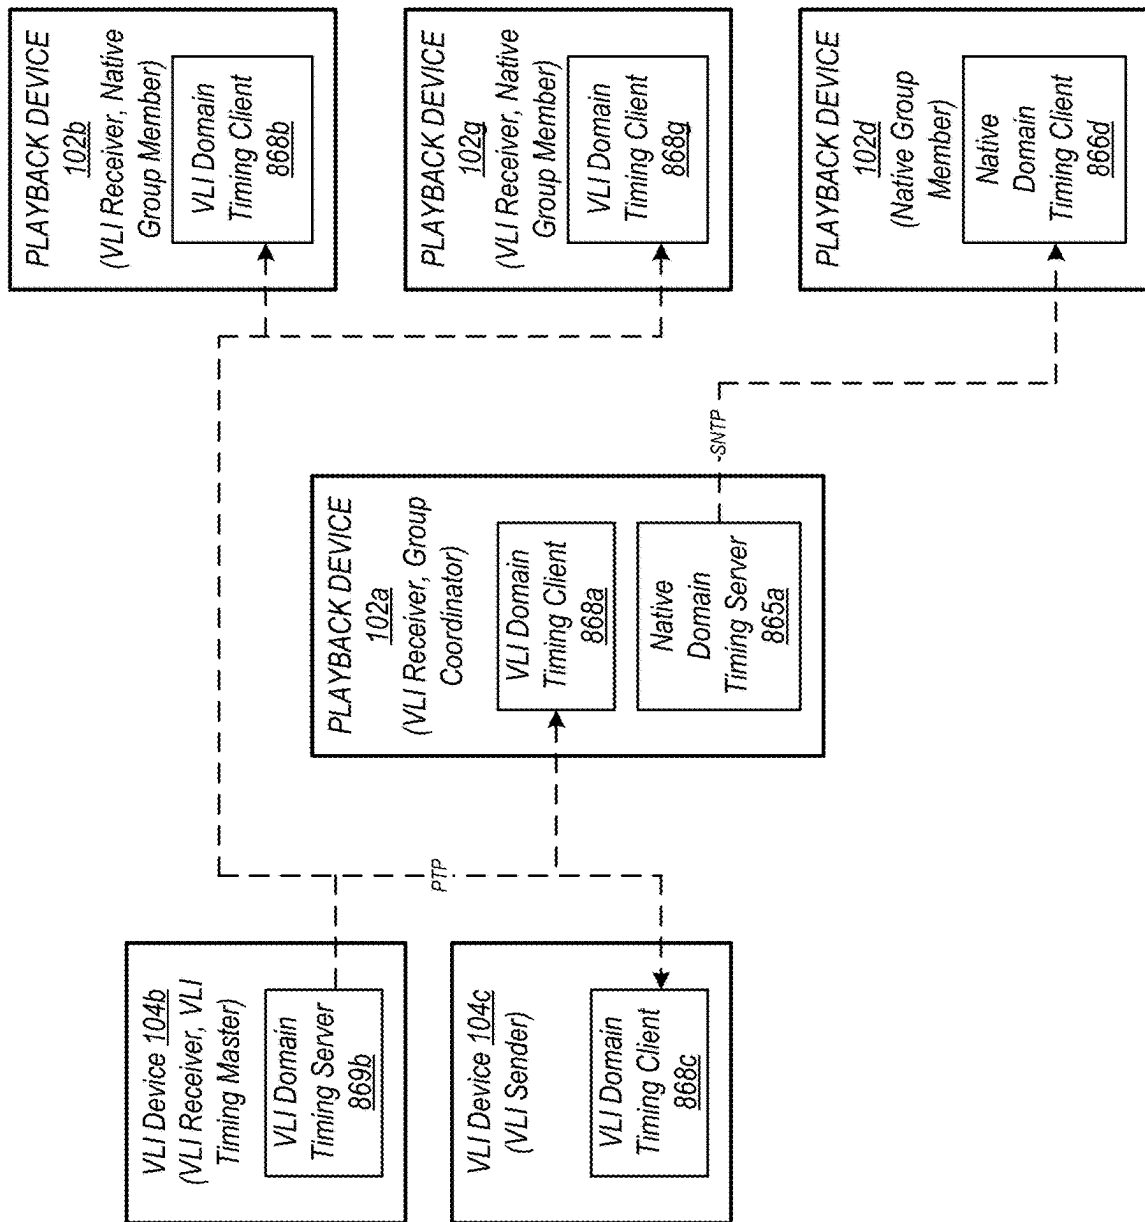 VLI Device 104b
(VLI Receiver, VLI
Timing Master)
VLI Domain
Timing Server
869b
VLI Device 104c
(VLI Sender)
VLI Domain
Timing Client
868c
PTP
PLAYBACK DEVICE
102a
(VLI Receiver, Group
Coordinator)
VLI Domain
Timing Client
868a
Native
Domain
Timing Server
865a
SNTP
PLAYBACK DEVICE
102b
(VLI Receiver, Native
Group Member)
VLI Domain
Timing Client
868b
PLAYBACK DEVICE
102g
(VLI Receiver, Native
Group Member)
VLI Domain
Timing Client
868g
PLAYBACK DEVICE
102d
(Native Group
Member)
Native
Domain
Timing Client
866d